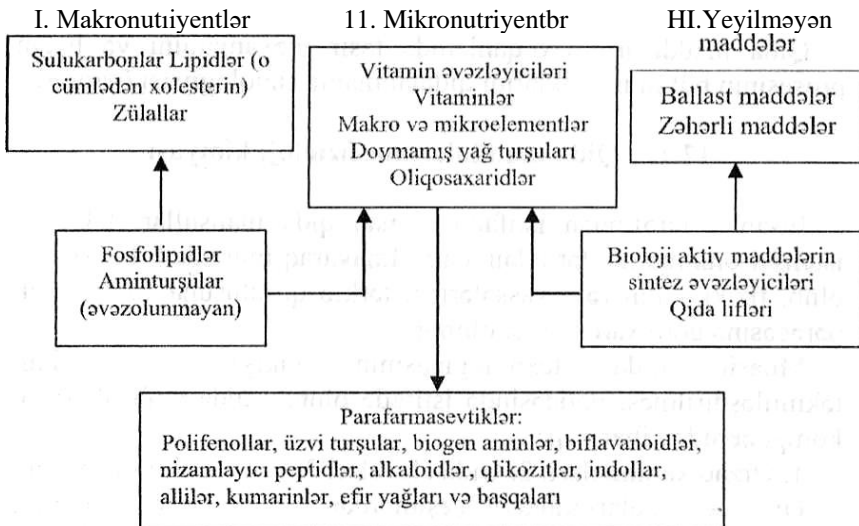 I. Makronutıiyentlər
11. Mikronutriyentbr
HI.Yeyilməyən
maddələr
Sulukarbonlar Lipidlər (o
cümlədən xolesterin)
Zülallar
Vitamin əvəzləyiciləri
Vitaminlər
Makro və mikroelementlər
Doymamış yağ turşuları
Oliqosaxaridlər
Ballast maddələr
Zəhərli maddələr
Fosfolipidlər
Aminturşular
(əvəzolunmayan)
Bioloji aktiv maddələrin
sintez əvəzləyiciləri
Qida lifləri
Parafarmasevtiklər:
Polifenollar, üzvi turşular, biogen aminlər, biflavanoidlər,
nizamlayıcı peptidlər, alkaloidlər, qlikozitlər, indollar,
allilər, kumarinlər, efir yağları və başqaları